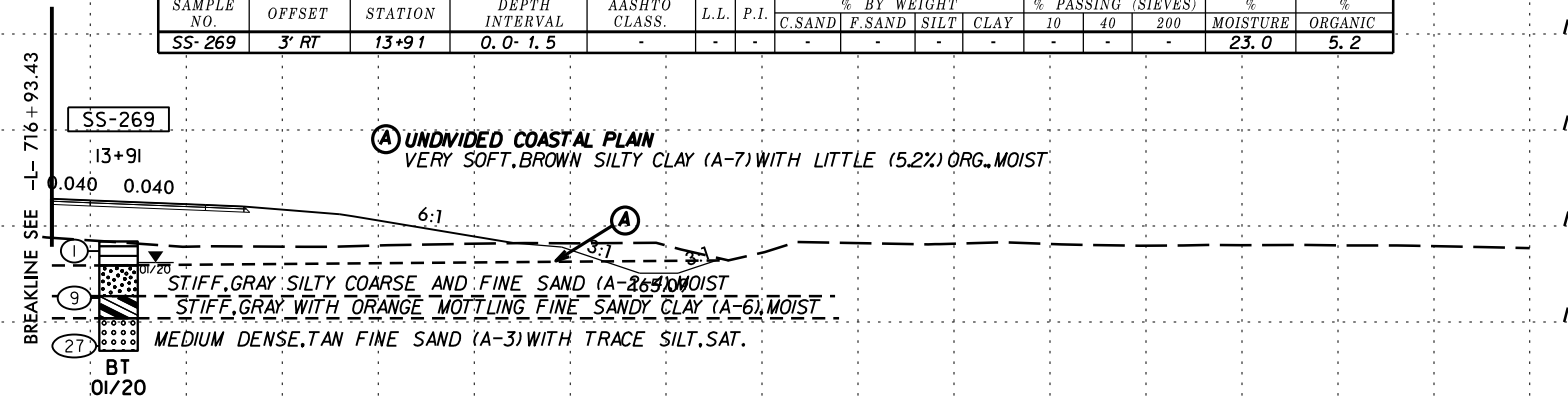 SAMPLE NO. OFFSET STATION DEPTH INTERVAL AASHTO CLASS. L.L. P.I. % BY WEIGHT % PASSING (SIEVES) % MOISTURE % ORGANIC
C.SAND F.SAND SILT CLAY 10 40 200
SS-269 3' RT 13+91 0.0-1.5 - - - - - - - - - - 23.0 5.2
BREAKLINE SEE -L- 716+93.43
SS-269
13+91
0.040 0.040
A UNDIVIDED COASTAL PLAIN
VERY SOFT, BROWN SILTY CLAY (A-7) WITH LITTLE (5.2%) ORG., MOIST
6:1
A
3:1 3:1
1
01/20
STIFF, GRAY SILTY COARSE AND FINE SAND (A-2-4), MOIST
9
STIFF, GRAY WITH ORANGE MOTTLING FINE SANDY CLAY (A-6), MOIST
27
MEDIUM DENSE, TAN FINE SAND (A-3) WITH TRACE SILT, SAT.
BT
01/20